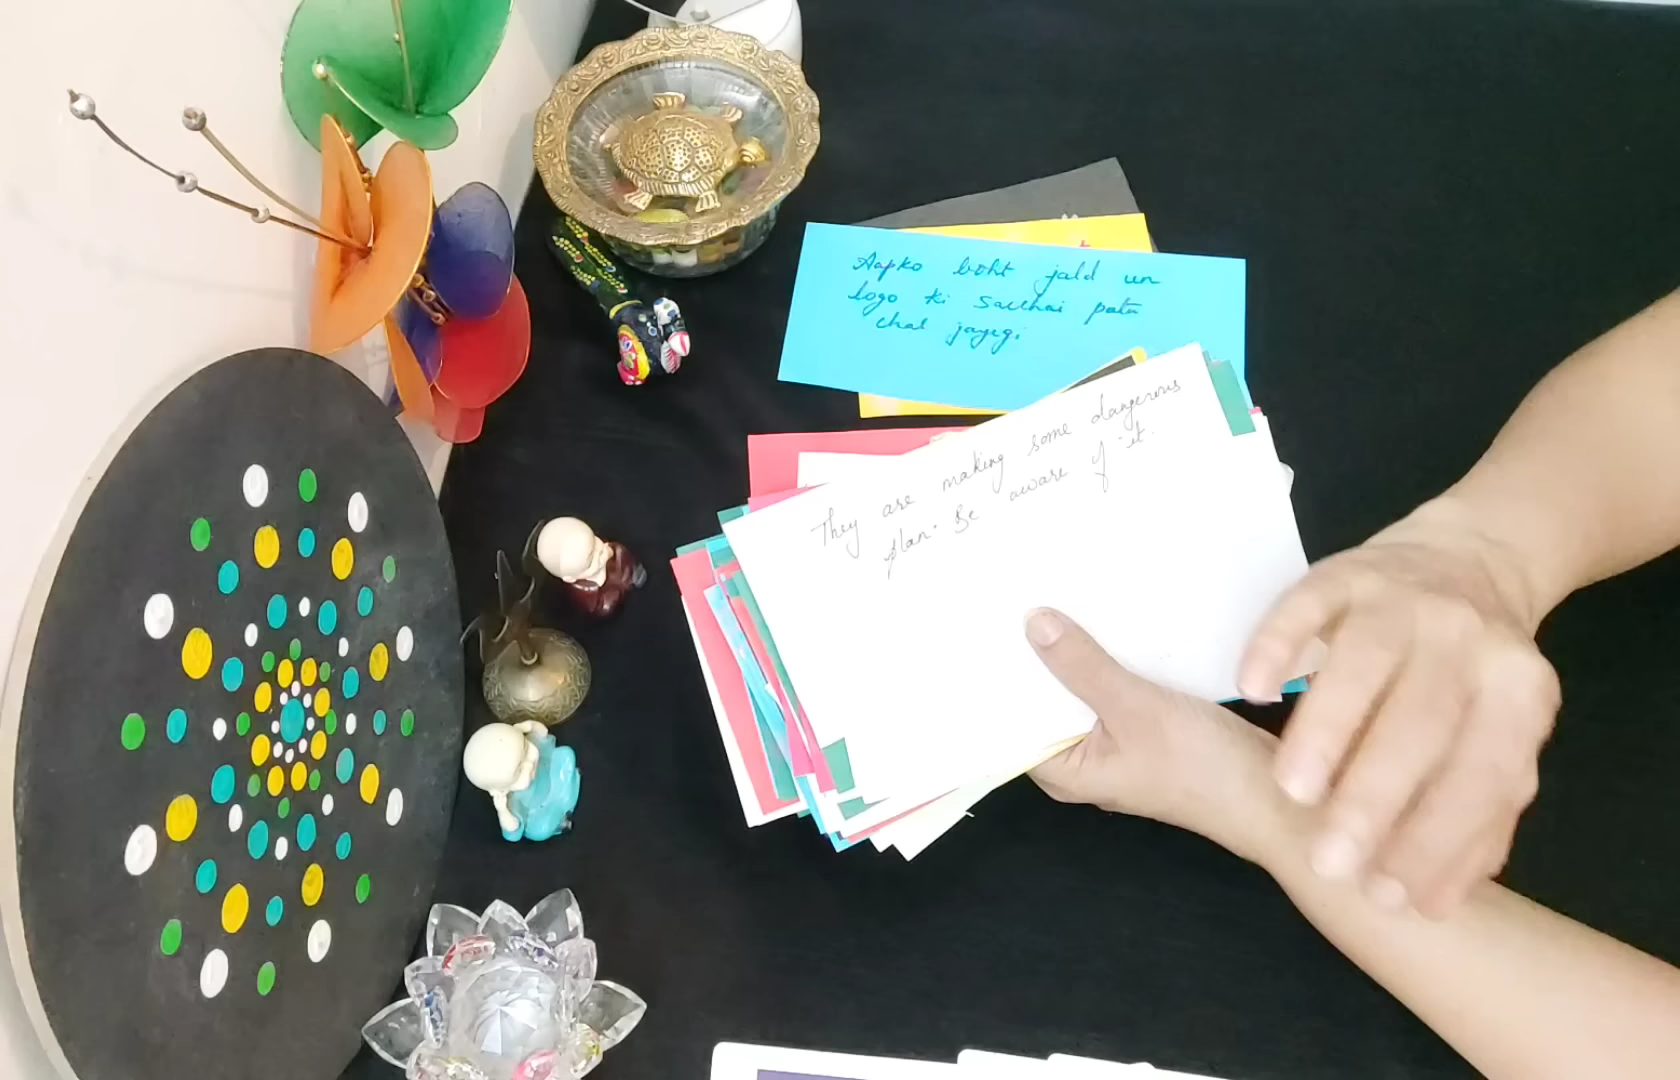 Aapko boht jald un
logo ki sacchai pata
chal jayegi
They are making some dangerous
plan. Be aware of it.